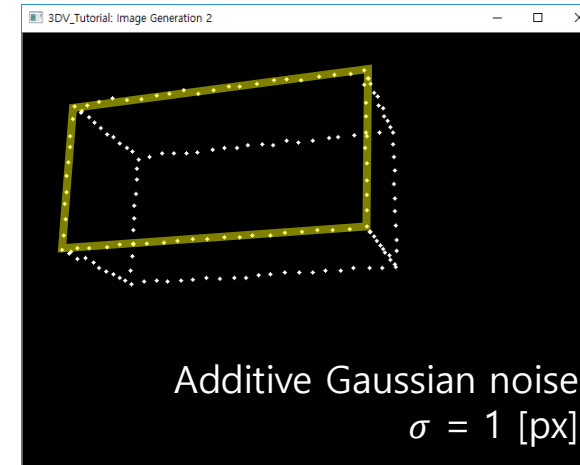 3DV_Tutorial: Image Generation 2
Additive Gaussian noise
𝜎 = 1 [px]